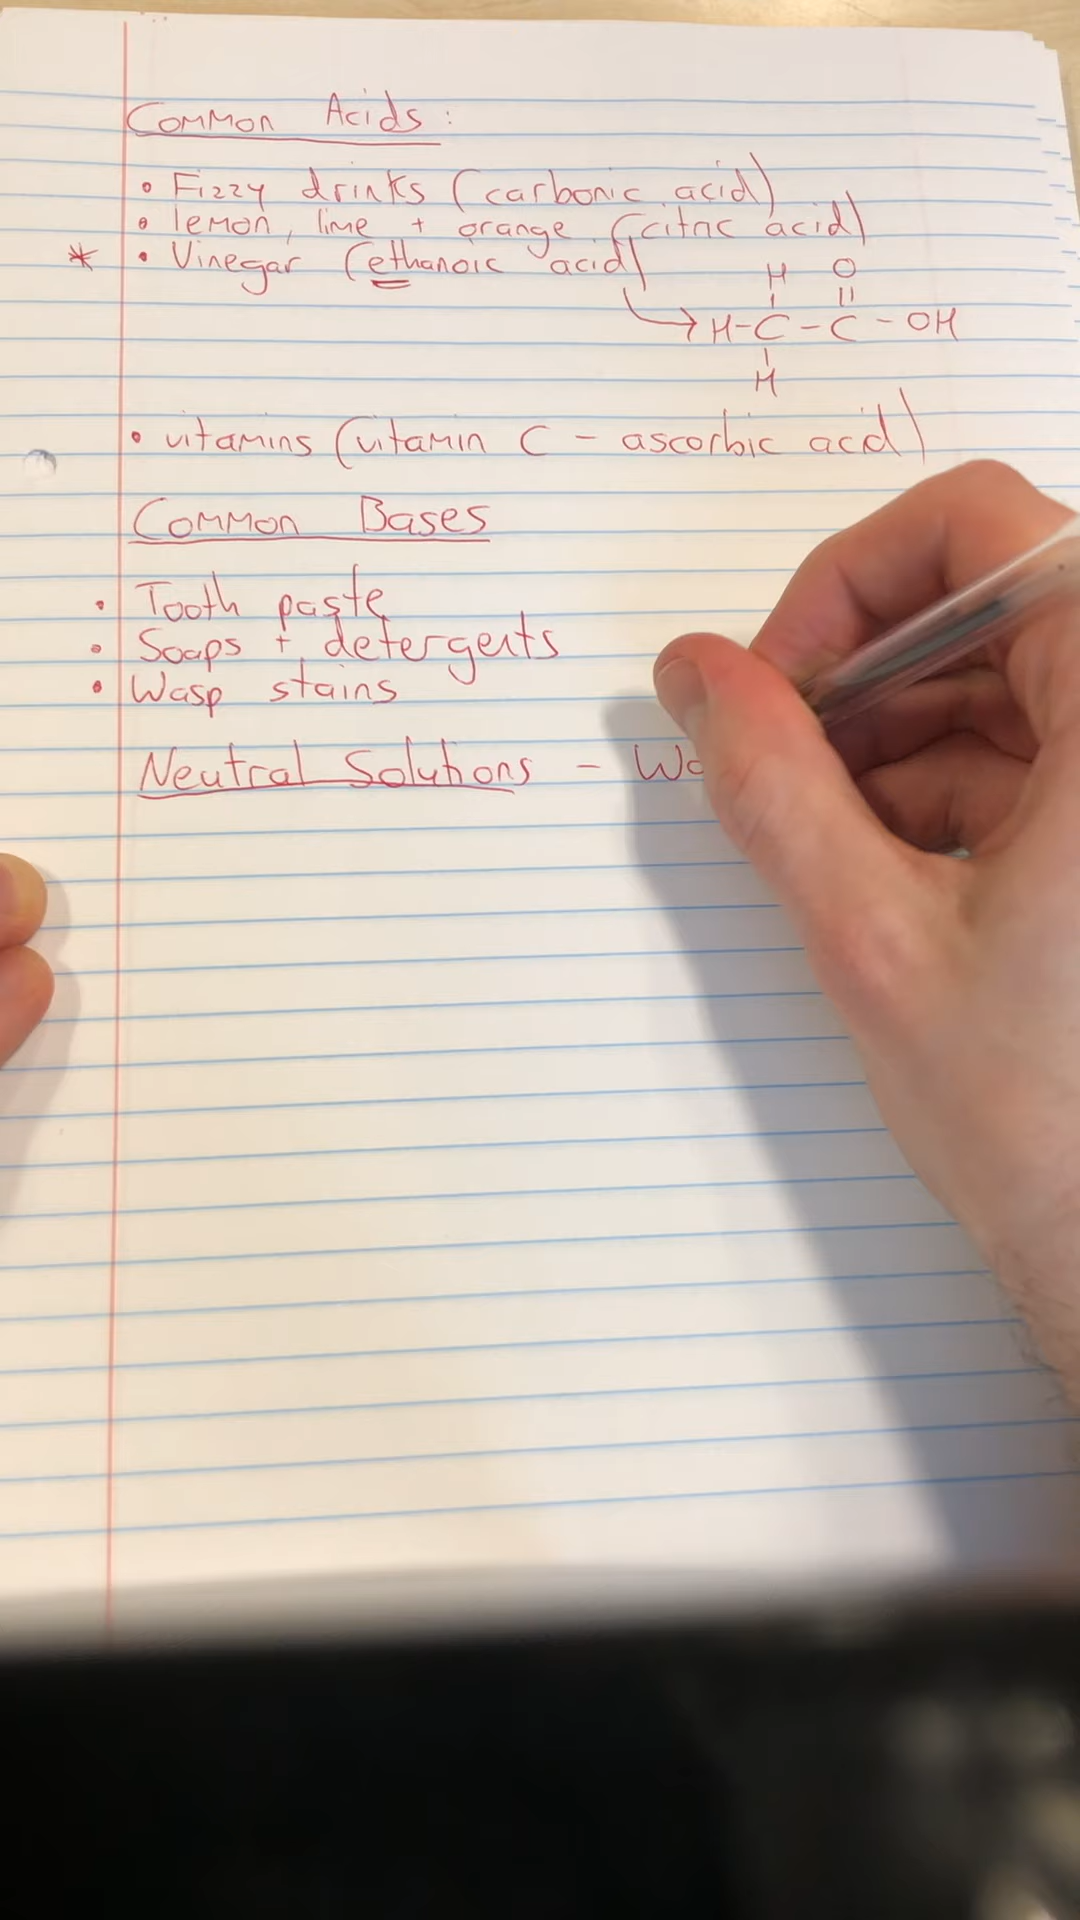 Common Acids:
• Fizzy drinks (carbonic acid)
• lemon, lime + orange (citric acid)
* • Vinegar (ethanoic acid)
H O
| ||
→ H-C-C-OH
|
H
• vitamins (vitamin C - ascorbic acid)
Common Bases
• Tooth paste
• Soaps + detergents
• Wasp stains
Neutral Solutions -